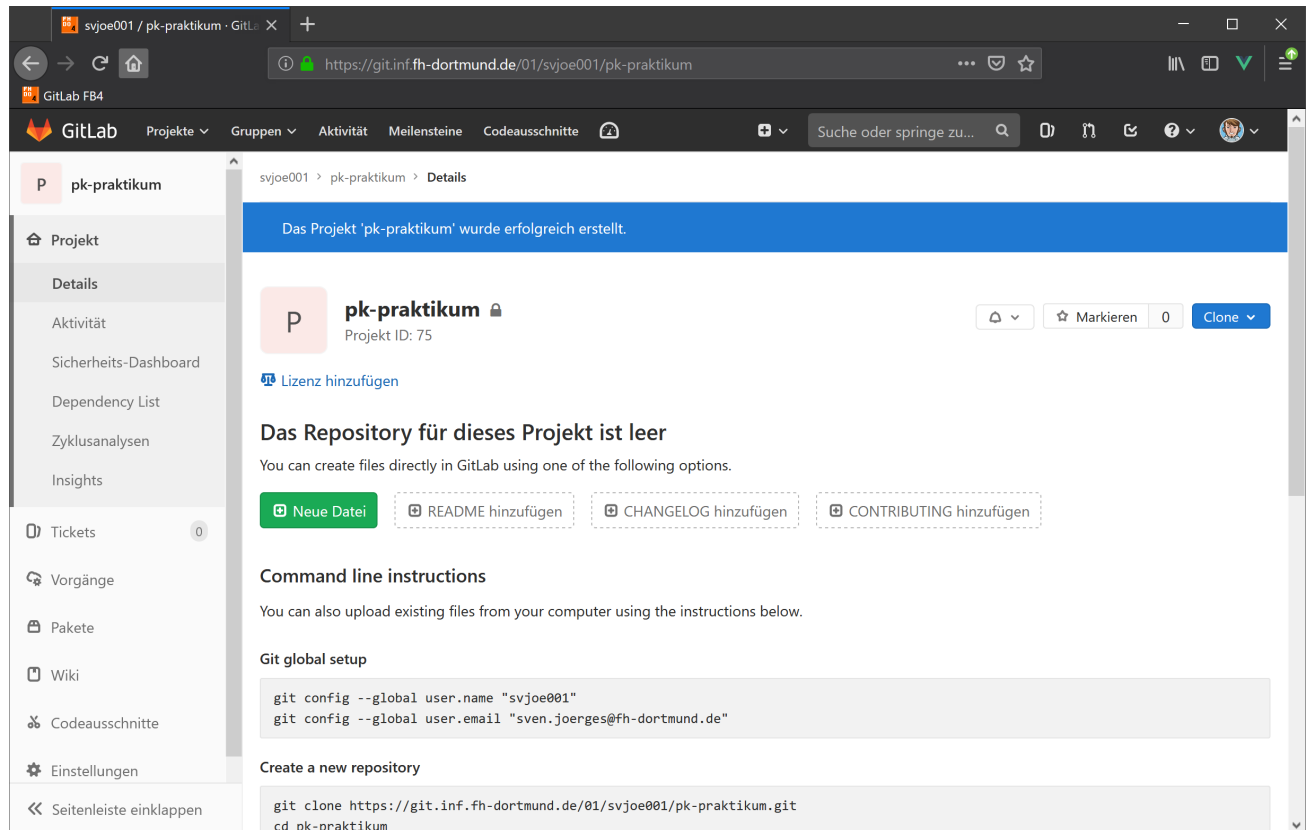 svjoe001 / pk-praktikum · GitLa
https://git.inf.fh-dortmund.de/01/svjoe001/pk-praktikum
GitLab FB4
GitLab Projekte Gruppen Aktivität Meilensteine Codeausschnitte Suche oder springe zu...
P pk-praktikum
svjoe001 > pk-praktikum > Details
Das Projekt 'pk-praktikum' wurde erfolgreich erstellt.
Projekt
Details
Aktivität
Sicherheits-Dashboard
Dependency List
Zyklusanalysen
Insights
Tickets 0
Vorgänge
Pakete
Wiki
Codeausschnitte
Einstellungen
Seitenleiste einklappen
P
pk-praktikum
Projekt ID: 75
Markieren 0 Clone
Lizenz hinzufügen
Das Repository für dieses Projekt ist leer
You can create files directly in GitLab using one of the following options.
Neue Datei README hinzufügen CHANGELOG hinzufügen CONTRIBUTING hinzufügen
Command line instructions
You can also upload existing files from your computer using the instructions below.
Git global setup
git config --global user.name "svjoe001"
git config --global user.email "sven.joerges@fh-dortmund.de"
Create a new repository
git clone https://git.inf.fh-dortmund.de/01/svjoe001/pk-praktikum.git
cd pk-praktikum